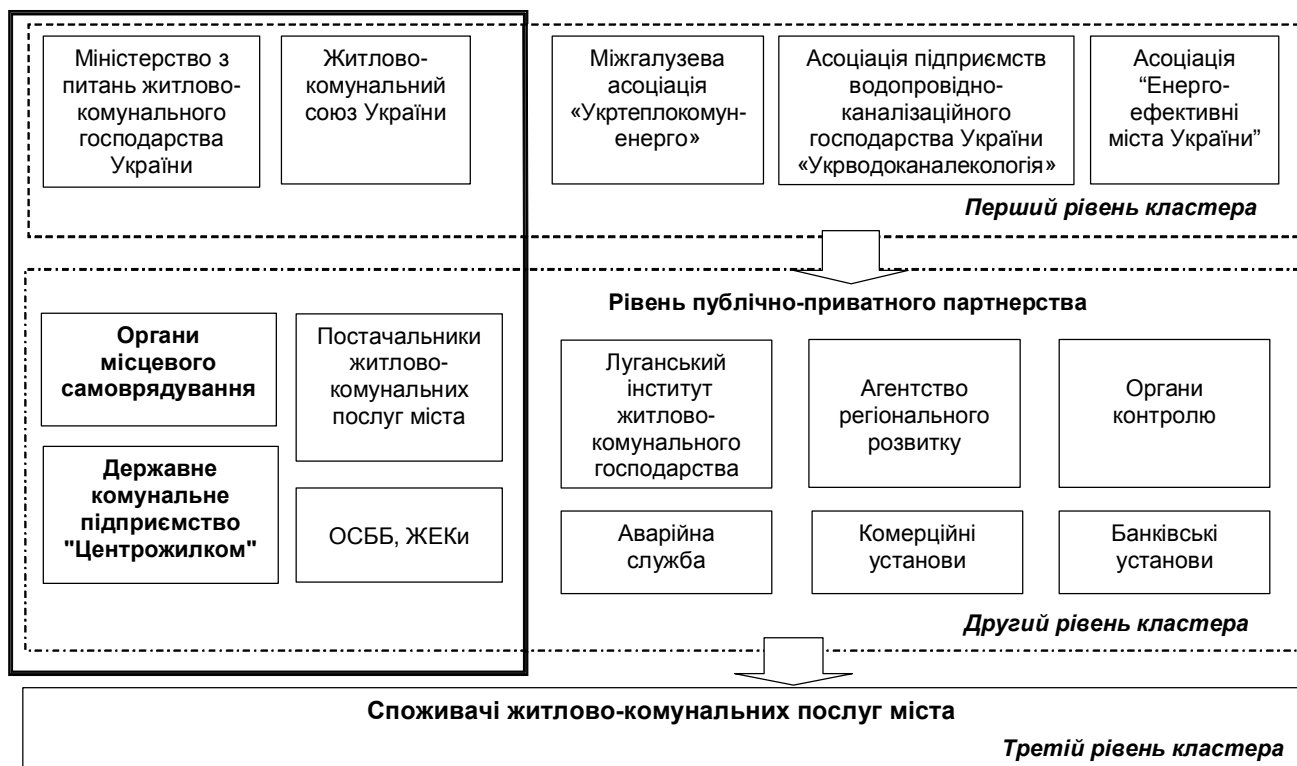 Міністерство з
питань житлово-
комунального
господарства
України
Житлово-
комунальний
союз України
Міжгалузева
асоціація
«Укртеплокомун-
енерго»
Асоціація підприємств
водопровідно-
каналізаційного
господарства України
«Укрводоканалекологія»
Асоціація
“Енерго-
ефективні
міста України”
Перший рівень кластера
Рівень публічно-приватного партнерства
Органи
місцевого
самоврядування
Постачальники
житлово-
комунальних
послуг міста
Луганський
інститут
житлово-
комунального
господарства
Агентство
регіонального
розвитку
Органи
контролю
Державне
комунальне
підприємство
"Центрожилком"
ОСББ, ЖЕКи
Аварійна
служба
Комерційні
установи
Банківські
установи
Другий рівень кластера
Споживачі житлово-комунальних послуг міста
Третій рівень кластера